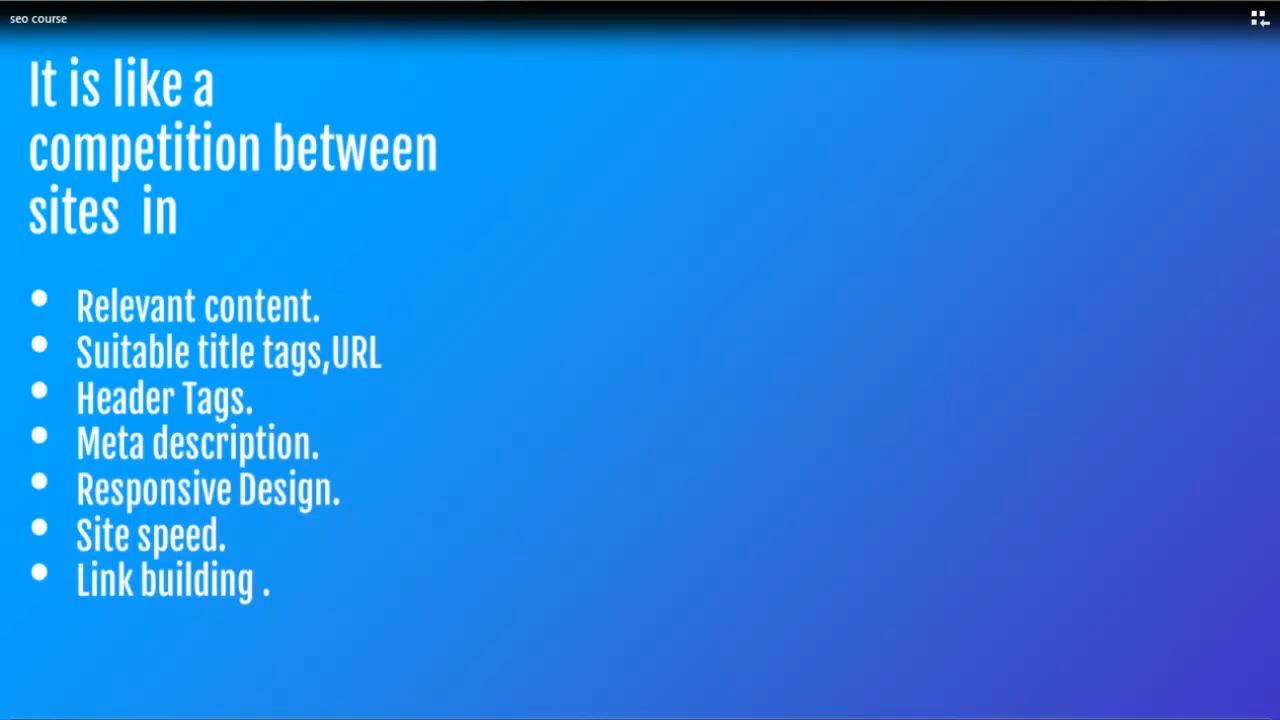 seo course
It is like a
competition between
sites in
• Relevant content.
• Suitable title tags,URL
• Header Tags.
• Meta description.
• Responsive Design.
• Site speed.
• Link building .